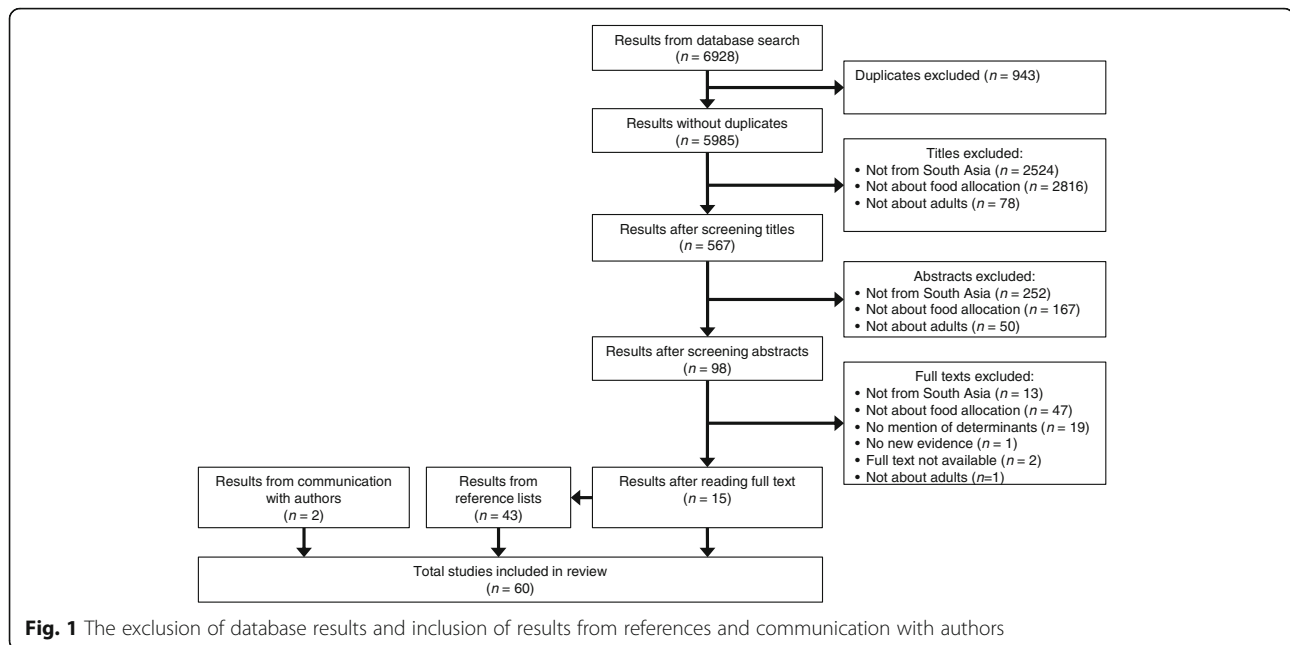 Results from database search
(n = 6928)
Duplicates excluded (n = 943)
Results without duplicates
(n = 5985)
Titles excluded:
• Not from South Asia (n = 2524)
• Not about food allocation (n = 2816)
• Not about adults (n = 78)
Results after screening titles
(n = 567)
Abstracts excluded:
• Not from South Asia (n = 252)
• Not about food allocation (n = 167)
• Not about adults (n = 50)
Results after screening abstracts
(n = 98)
Full texts excluded:
• Not from South Asia (n = 13)
• Not about food allocation (n = 47)
• No mention of determinants (n = 19)
• No new evidence (n = 1)
• Full text not available (n = 2)
• Not about adults (n=1)
Results from communication
with authors
(n = 2)
Results from
reference lists
(n = 43)
Results after reading full text
(n = 15)
Total studies included in review
(n = 60)
Fig. 1 The exclusion of database results and inclusion of results from references and communication with authors